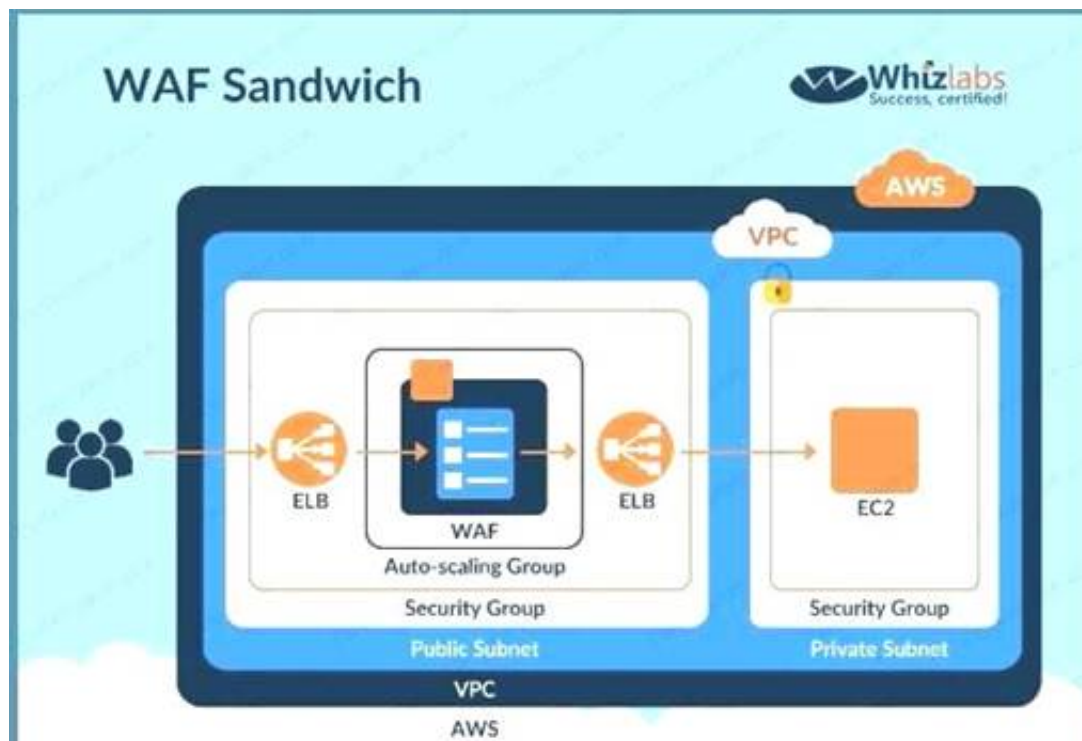 WAF Sandwich
Whizlabs
Success, certified!
AWS
VPC
ELB
WAF
ELB
EC2
Auto-scaling Group
Security Group
Security Group
Public Subnet
Private Subnet
VPC
AWS